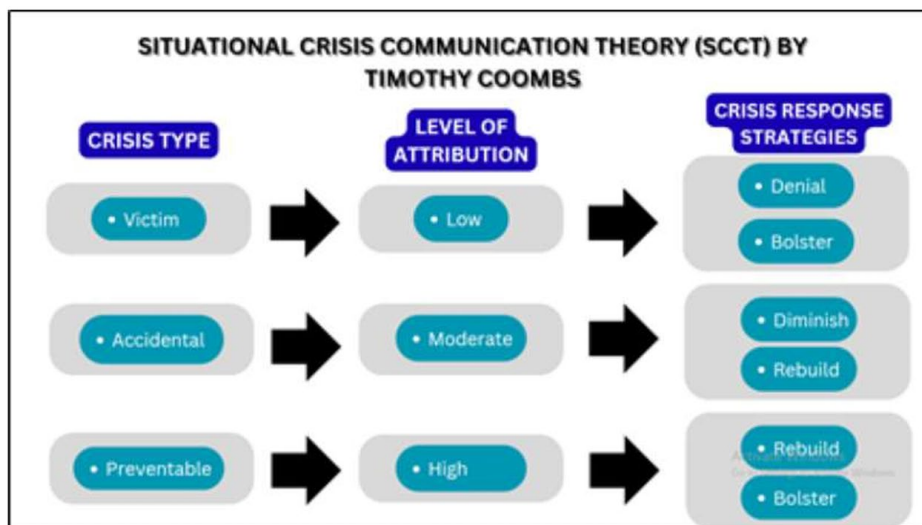 SITUATIONAL CRISIS COMMUNICATION THEORY (SCCT) BY
TIMOTHY COOMBS
CRISIS TYPE
LEVEL OF
ATTRIBUTION
CRISIS RESPONSE
STRATEGIES
• Victim
• Low
• Denial
• Bolster
• Accidental
• Moderate
• Diminish
• Rebuild
• Preventable
• High
• Rebuild
• Bolster